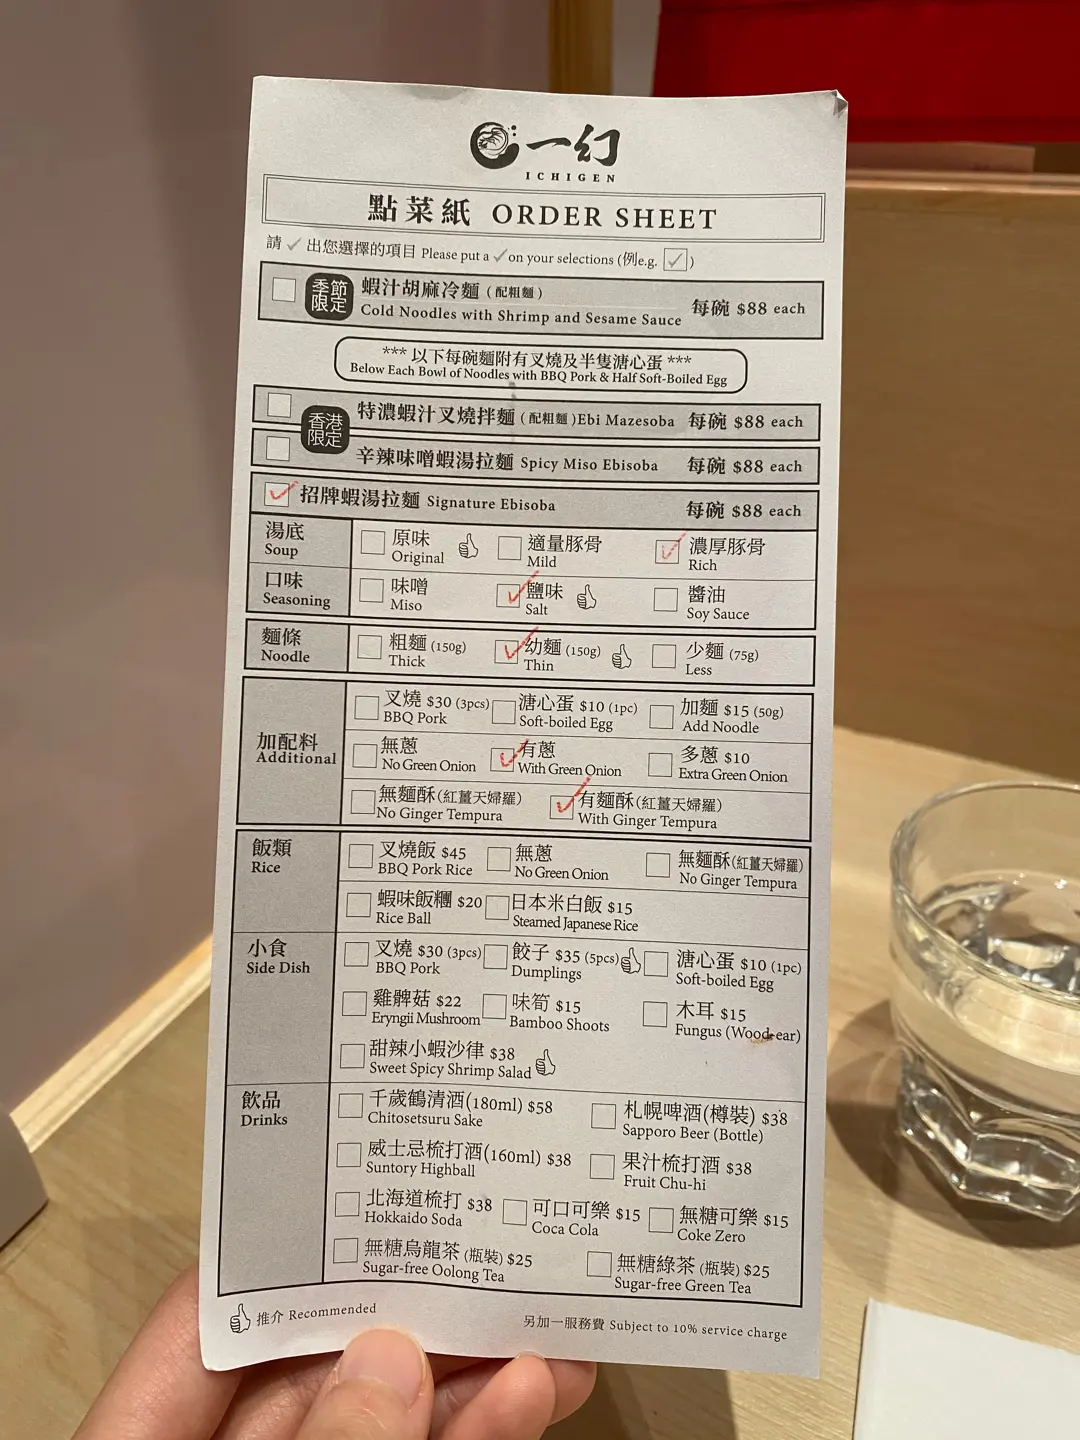 一幻
ICHIGEN
點菜紙 ORDER SHEET
請✓出您選擇的項目 Please put a ✓ on your selections (例e.g. ☑)
季節限定 蝦汁胡麻冷麵 (配粗麵) 每碗 $88 each
Cold Noodles with Shrimp and Sesame Sauce
*** 以下每碗麵附有叉燒及半隻溏心蛋 ***
Below Each Bowl of Noodles with BBQ Pork & Half Soft-Boiled Egg
香港限定
特濃蝦汁叉燒拌麵 (配粗麵) Ebi Mazesoba 每碗 $88 each
辛辣味噌蝦湯拉麵 Spicy Miso Ebisoba 每碗 $88 each
招牌蝦湯拉麵 Signature Ebisoba 每碗 $88 each
湯底 原味 適量豚骨 濃厚豚骨
Soup Original Mild Rich
口味 味噌 鹽味 醬油
Seasoning Miso Salt Soy Sauce
麵條 粗麵 (150g) 幼麵 (150g) 少麵 (75g)
Noodle Thick Thin Less
加配料
Additional
叉燒 $30 (3pcs) 溏心蛋 $10 (1pc) 加麵 $15 (50g)
BBQ Pork Soft-boiled Egg Add Noodle
無蔥 有蔥 多蔥 $10
No Green Onion With Green Onion Extra Green Onion
無麵酥(紅薑天婦羅) 有麵酥(紅薑天婦羅)
No Ginger Tempura With Ginger Tempura
飯類 叉燒飯 $45 無蔥 無麵酥(紅薑天婦羅)
Rice BBQ Pork Rice No Green Onion No Ginger Tempura
蝦味飯糰 $20 日本米白飯 $15
Rice Ball Steamed Japanese Rice
小食 叉燒 $30 (3pcs) 餃子 $35 (5pcs) 溏心蛋 $10 (1pc)
Side Dish BBQ Pork Dumplings Soft-boiled Egg
雞髀菇 $22 味筍 $15 木耳 $15
Eryngii Mushroom Bamboo Shoots Fungus (Wood-ear)
甜辣小蝦沙律 $38
Sweet Spicy Shrimp Salad
飲品 千歲鶴清酒(180ml) $58 札幌啤酒(樽裝) $38
Drinks Chitosetsuru Sake Sapporo Beer (Bottle)
威士忌梳打酒(160ml) $38 果汁梳打酒 $38
Suntory Highball Fruit Chu-hi
北海道梳打 $38 可口可樂 $15 無糖可樂 $15
Hokkaido Soda Coca Cola Coke Zero
無糖烏龍茶 (瓶裝) $25 無糖綠茶 (瓶裝) $25
Sugar-free Oolong Tea Sugar-free Green Tea
推介 Recommended 另加一服務費 Subject to 10% service charge